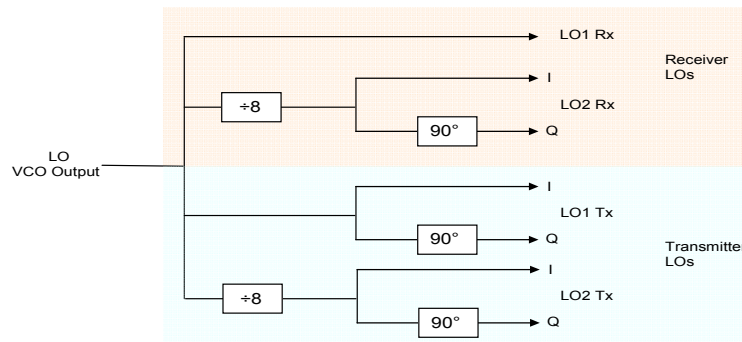 LO1 Rx
Receiver
LOs
I
÷8
LO2 Rx
90°
Q
LO
VCO Output
I
LO1 Tx
90°
Q
Transmitte
LOs
I
÷8
LO2 Tx
90°
Q